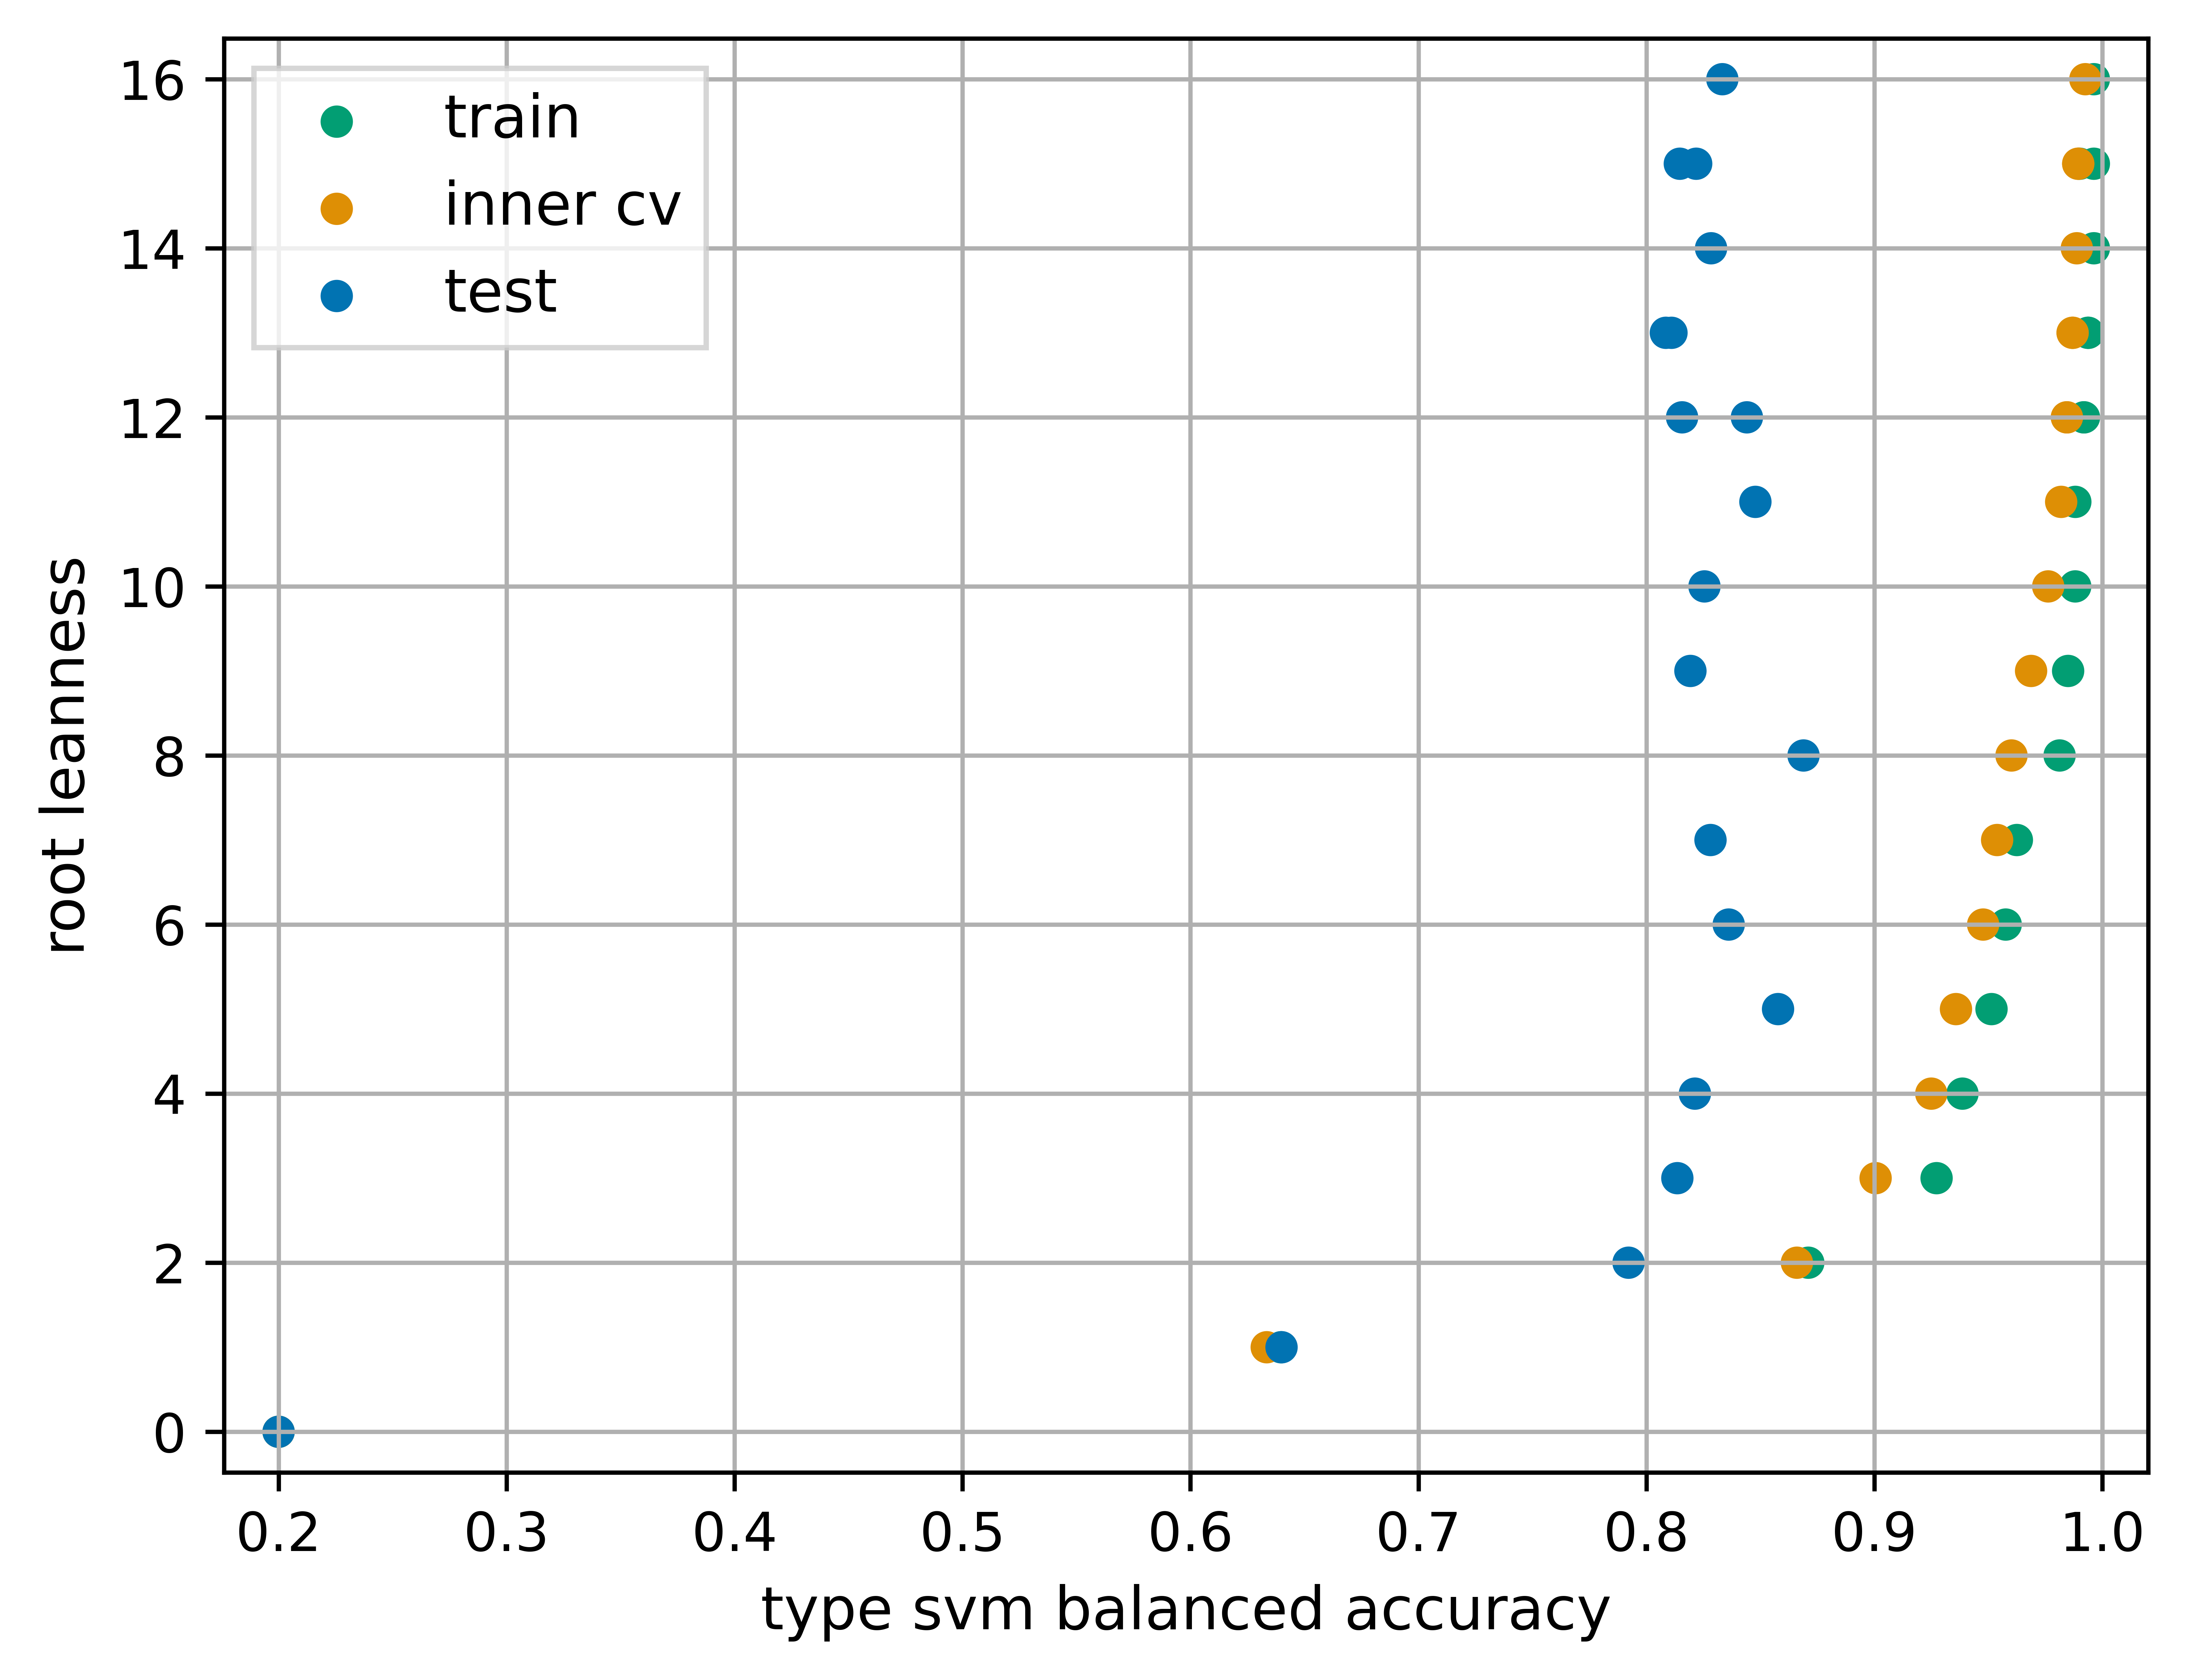 16
14
12
10
8
6
4
2
0
root leanness
train
inner cv
test
0.2 0.3 0.4 0.5 0.6 0.7 0.8 0.9 1.0
type svm balanced accuracy